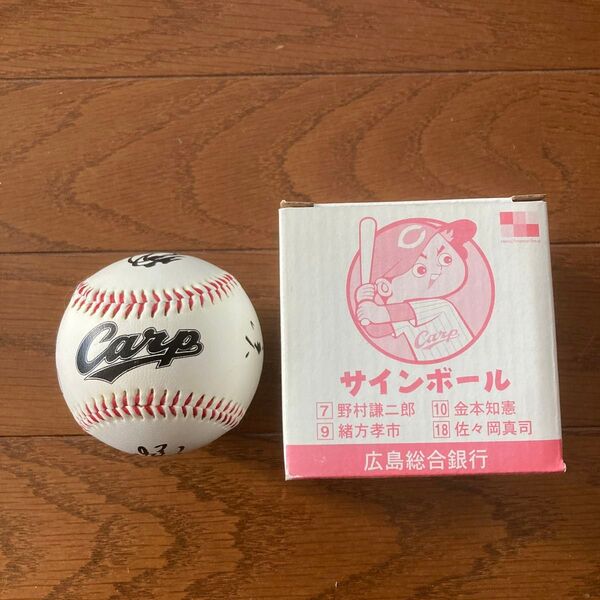 Carp
C
Carp
サインボール
7 野村謙二郎 10 金本知憲
9 緒方孝市 18 佐々岡真司
広島総合銀行